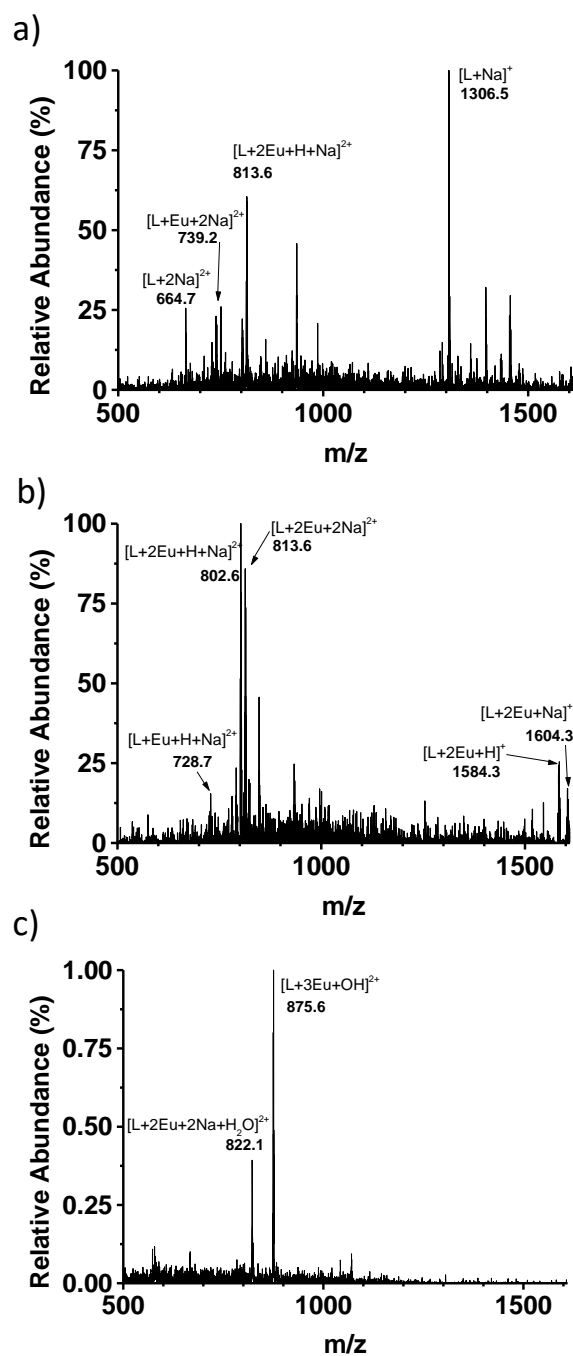 a)
[L+Na]⁺
1306.5
[L+2Eu+H+Na]²⁺
813.6
[L+Eu+2Na]²⁺
739.2
[L+2Na]²⁺
664.7
Relative Abundance (%)
100
75
50
25
0
500 1000 1500
m/z
b)
[L+2Eu+2Na]²⁺
813.6
[L+2Eu+H+Na]²⁺
802.6
[L+Eu+H+Na]²⁺
728.7
[L+2Eu+Na]⁺
1604.3
[L+2Eu+H]⁺
1584.3
Relative Abundance (%)
100
75
50
25
0
500 1000 1500
m/z
c)
[L+3Eu+OH]²⁺
875.6
[L+2Eu+2Na+H₂O]²⁺
822.1
Relative Abundance (%)
1.00
0.75
0.50
0.25
0.00
500 1000 1500
m/z